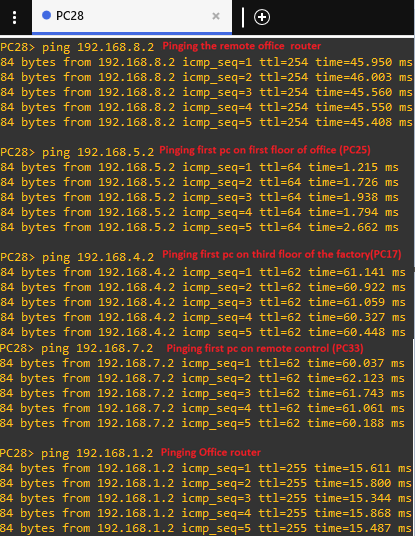 PC28
PC28> ping 192.168.8.2 Pinging the remote office router
84 bytes from 192.168.8.2 icmp_seq=1 ttl=254 time=45.950 ms
84 bytes from 192.168.8.2 icmp_seq=2 ttl=254 time=46.003 ms
84 bytes from 192.168.8.2 icmp_seq=3 ttl=254 time=45.560 ms
84 bytes from 192.168.8.2 icmp_seq=4 ttl=254 time=45.550 ms
84 bytes from 192.168.8.2 icmp_seq=5 ttl=254 time=45.408 ms
PC28> ping 192.168.5.2 Pinging first pc on first floor of office (PC25)
84 bytes from 192.168.5.2 icmp_seq=1 ttl=64 time=1.215 ms
84 bytes from 192.168.5.2 icmp_seq=2 ttl=64 time=1.726 ms
84 bytes from 192.168.5.2 icmp_seq=3 ttl=64 time=1.938 ms
84 bytes from 192.168.5.2 icmp_seq=4 ttl=64 time=1.794 ms
84 bytes from 192.168.5.2 icmp_seq=5 ttl=64 time=2.662 ms
PC28> ping 192.168.4.2 Pinging first pc on third floor of the factory(PC17)
84 bytes from 192.168.4.2 icmp_seq=1 ttl=62 time=61.141 ms
84 bytes from 192.168.4.2 icmp_seq=2 ttl=62 time=60.922 ms
84 bytes from 192.168.4.2 icmp_seq=3 ttl=62 time=61.059 ms
84 bytes from 192.168.4.2 icmp_seq=4 ttl=62 time=60.327 ms
84 bytes from 192.168.4.2 icmp_seq=5 ttl=62 time=60.448 ms
PC28> ping 192.168.7.2 Pinging first pc on remote control (PC33)
84 bytes from 192.168.7.2 icmp_seq=1 ttl=62 time=60.037 ms
84 bytes from 192.168.7.2 icmp_seq=2 ttl=62 time=62.123 ms
84 bytes from 192.168.7.2 icmp_seq=3 ttl=62 time=61.743 ms
84 bytes from 192.168.7.2 icmp_seq=4 ttl=62 time=61.061 ms
84 bytes from 192.168.7.2 icmp_seq=5 ttl=62 time=60.188 ms
PC28> ping 192.168.1.2 Pinging Office router
84 bytes from 192.168.1.2 icmp_seq=1 ttl=255 time=15.611 ms
84 bytes from 192.168.1.2 icmp_seq=2 ttl=255 time=15.800 ms
84 bytes from 192.168.1.2 icmp_seq=3 ttl=255 time=15.344 ms
84 bytes from 192.168.1.2 icmp_seq=4 ttl=255 time=15.868 ms
84 bytes from 192.168.1.2 icmp_seq=5 ttl=255 time=15.487 ms